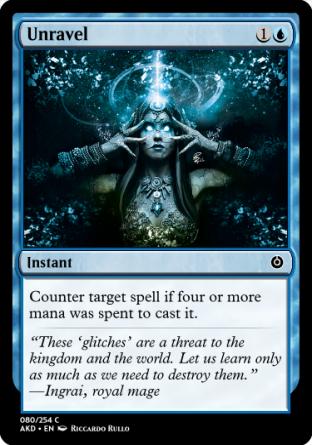 Unravel 1
Instant
Counter target spell if four or more
mana was spent to cast it.
“These ‘glitches’ are a threat to the
kingdom and the world. Let us learn only
as much as we need to destroy them.”
—Ingrai, royal mage
080/254 C
AKD • EN Riccardo Rullo